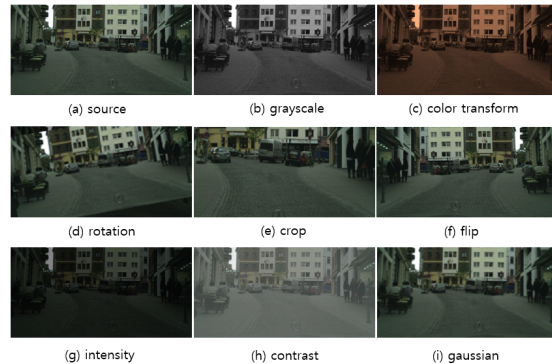 (a) source
(b) grayscale
(c) color transform
(d) rotation
(e) crop
(f) flip
(g) intensity
(h) contrast
(i) gaussian